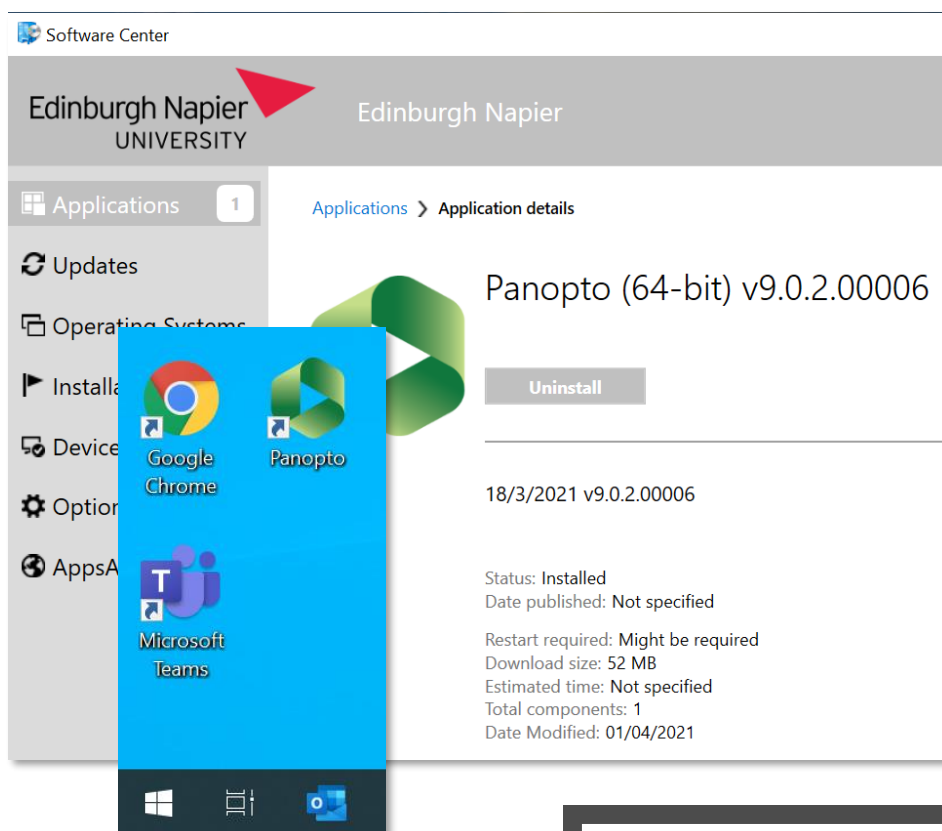 Software Center
Edinburgh Napier
UNIVERSITY
Edinburgh Napier
Applications 1
Applications ❯ Application details
Updates
Panopto (64-bit) v9.0.2.00006
Operating Systems
Uninstall
Google
Chrome
Panopto
18/3/2021 v9.0.2.00006
T
Microsoft
Teams
Status: Installed
Date published: Not specified
Restart required: Might be required
Download size: 52 MB
Estimated time: Not specified
Total components: 1
Date Modified: 01/04/2021